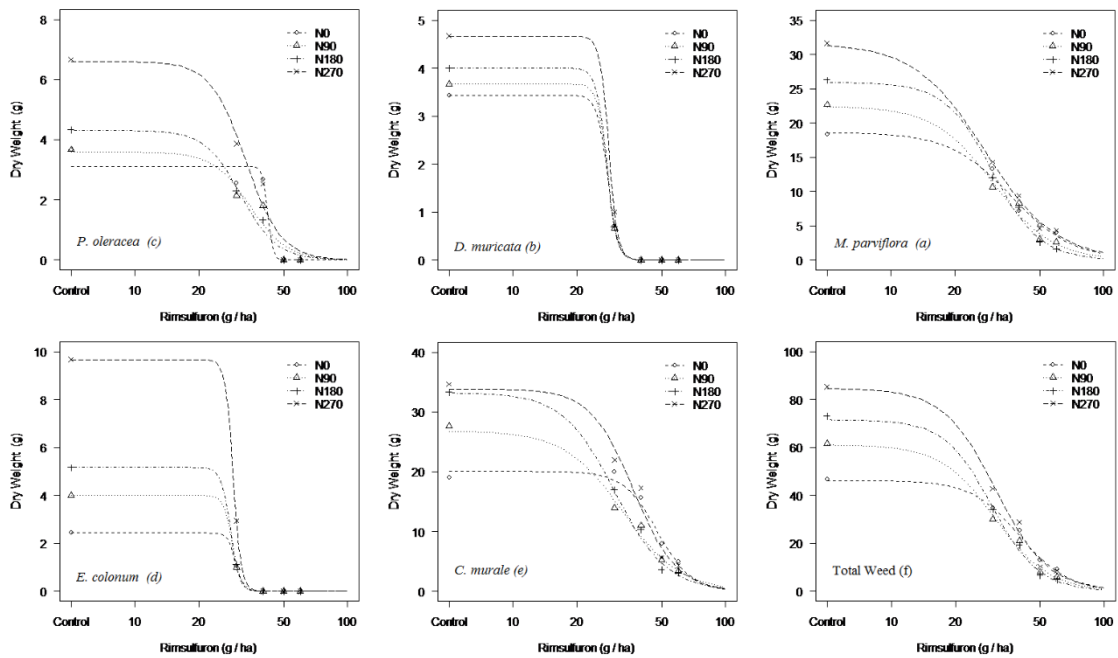 8
6
4
2
0
Dry Weight (g)
N0
N90
N180
N270
P. oleracea (c)
Control 10 20 50 100
Rimsulfuron (g / ha)
5
4
3
2
1
0
Dry Weight (g)
N0
N90
N180
N270
D. muricata (b)
Control 10 20 50 100
Rimsulfuron (g / ha)
35
30
25
20
15
10
5
0
Dry Weight (g)
N0
N90
N180
N270
M. parviflora (a)
Control 10 20 50 100
Rimsulfuron (g / ha)
10
8
6
4
2
0
Dry Weight (g)
N0
N90
N180
N270
E. colonum (d)
Control 10 20 50 100
Rimsulfuron (g / ha)
40
30
20
10
0
Dry Weight (g)
N0
N90
N180
N270
C. murale (e)
Control 10 20 50 100
Rimsulfuron (g / ha)
100
80
60
40
20
0
Dry Weight (g)
N0
N90
N180
N270
Total Weed (f)
Control 10 20 50 100
Rimsulfuron (g / ha)